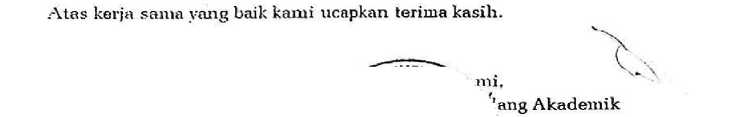 Atas kerja sama yang baik kami ucapkan terima kasih.
mi,
ang Akademik